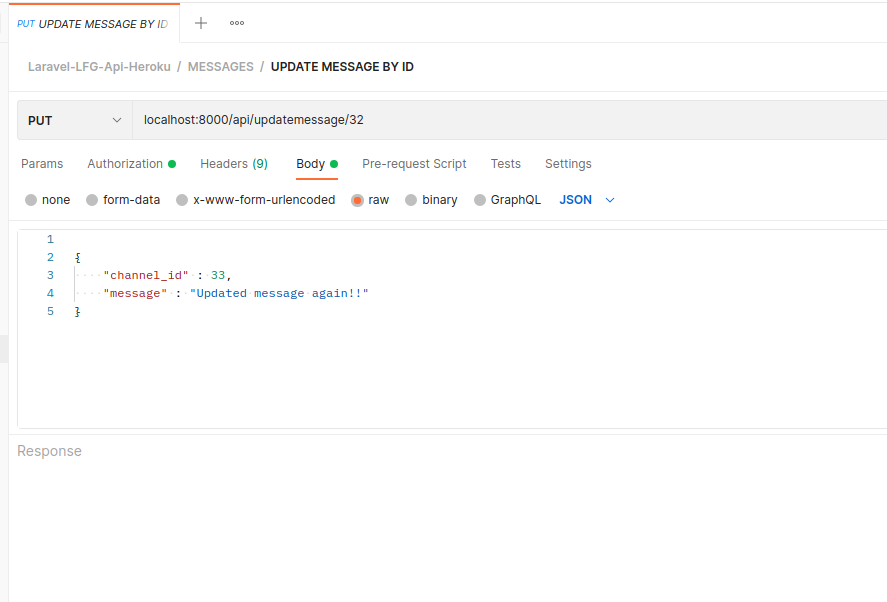 PUT UPDATE MESSAGE BY ID
Laravel-LFG-Api-Heroku / MESSAGES / UPDATE MESSAGE BY ID
PUT localhost:8000/api/updatemessage/32
Params Authorization Headers (9) Body Pre-request Script Tests Settings
none form-data x-www-form-urlencoded raw binary GraphQL JSON
1
2 {
3 "channel_id" : 33,
4 "message" : "Updated message again!!"
5 }
Response